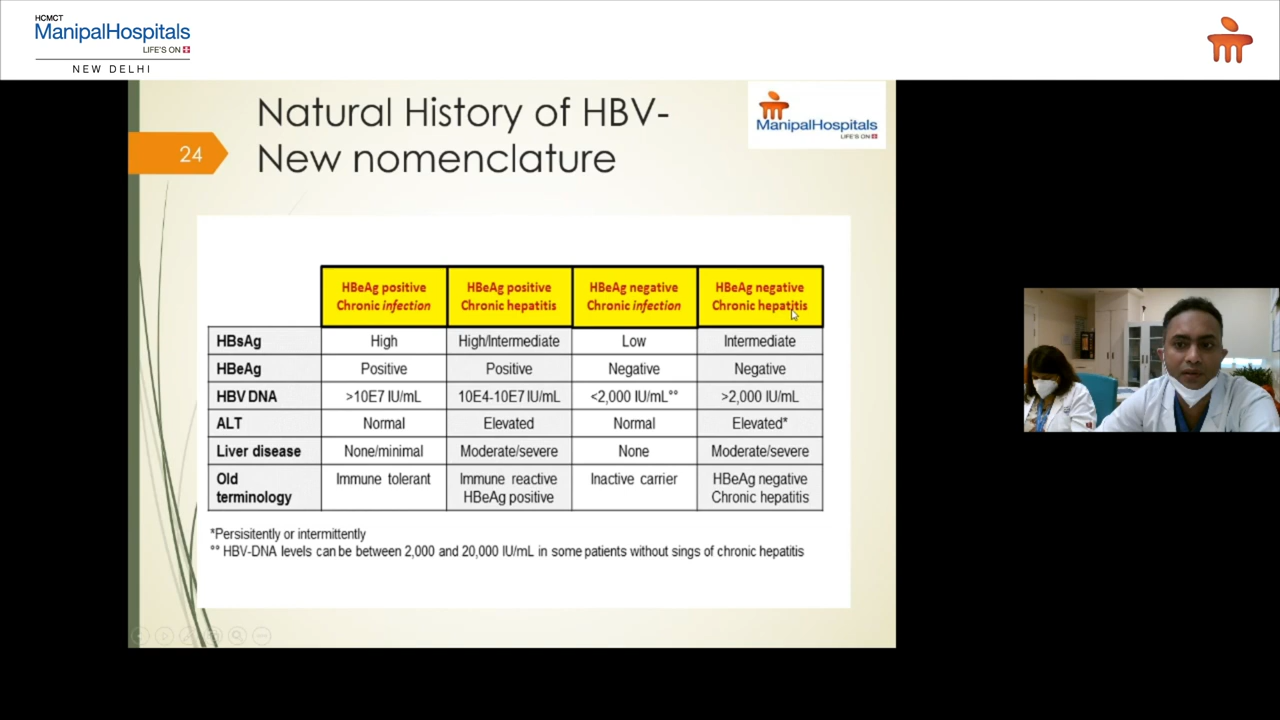 HCMCT
ManipalHospitals
LIFE'S ON
NEW DELHI
Natural History of HBV-
New nomenclature
ManipalHospitals
LIFE'S ON
24
HBeAg positive Chronic infection
HBeAg positive Chronic hepatitis
HBeAg negative Chronic infection
HBeAg negative Chronic hepatitis
HBsAg High High/Intermediate Low Intermediate
HBeAg Positive Positive Negative Negative
HBV DNA >10E7 IU/mL 10E4-10E7 IU/mL <2,000 IU/mL°° >2,000 IU/mL
ALT Normal Elevated Normal Elevated*
Liver disease None/minimal Moderate/severe None Moderate/severe
Old terminology Immune tolerant Immune reactive HBeAg positive Inactive carrier HBeAg negative Chronic hepatitis
*Persisitently or intermittently
°° HBV-DNA levels can be between 2,000 and 20,000 IU/mL in some patients without sings of chronic hepatitis